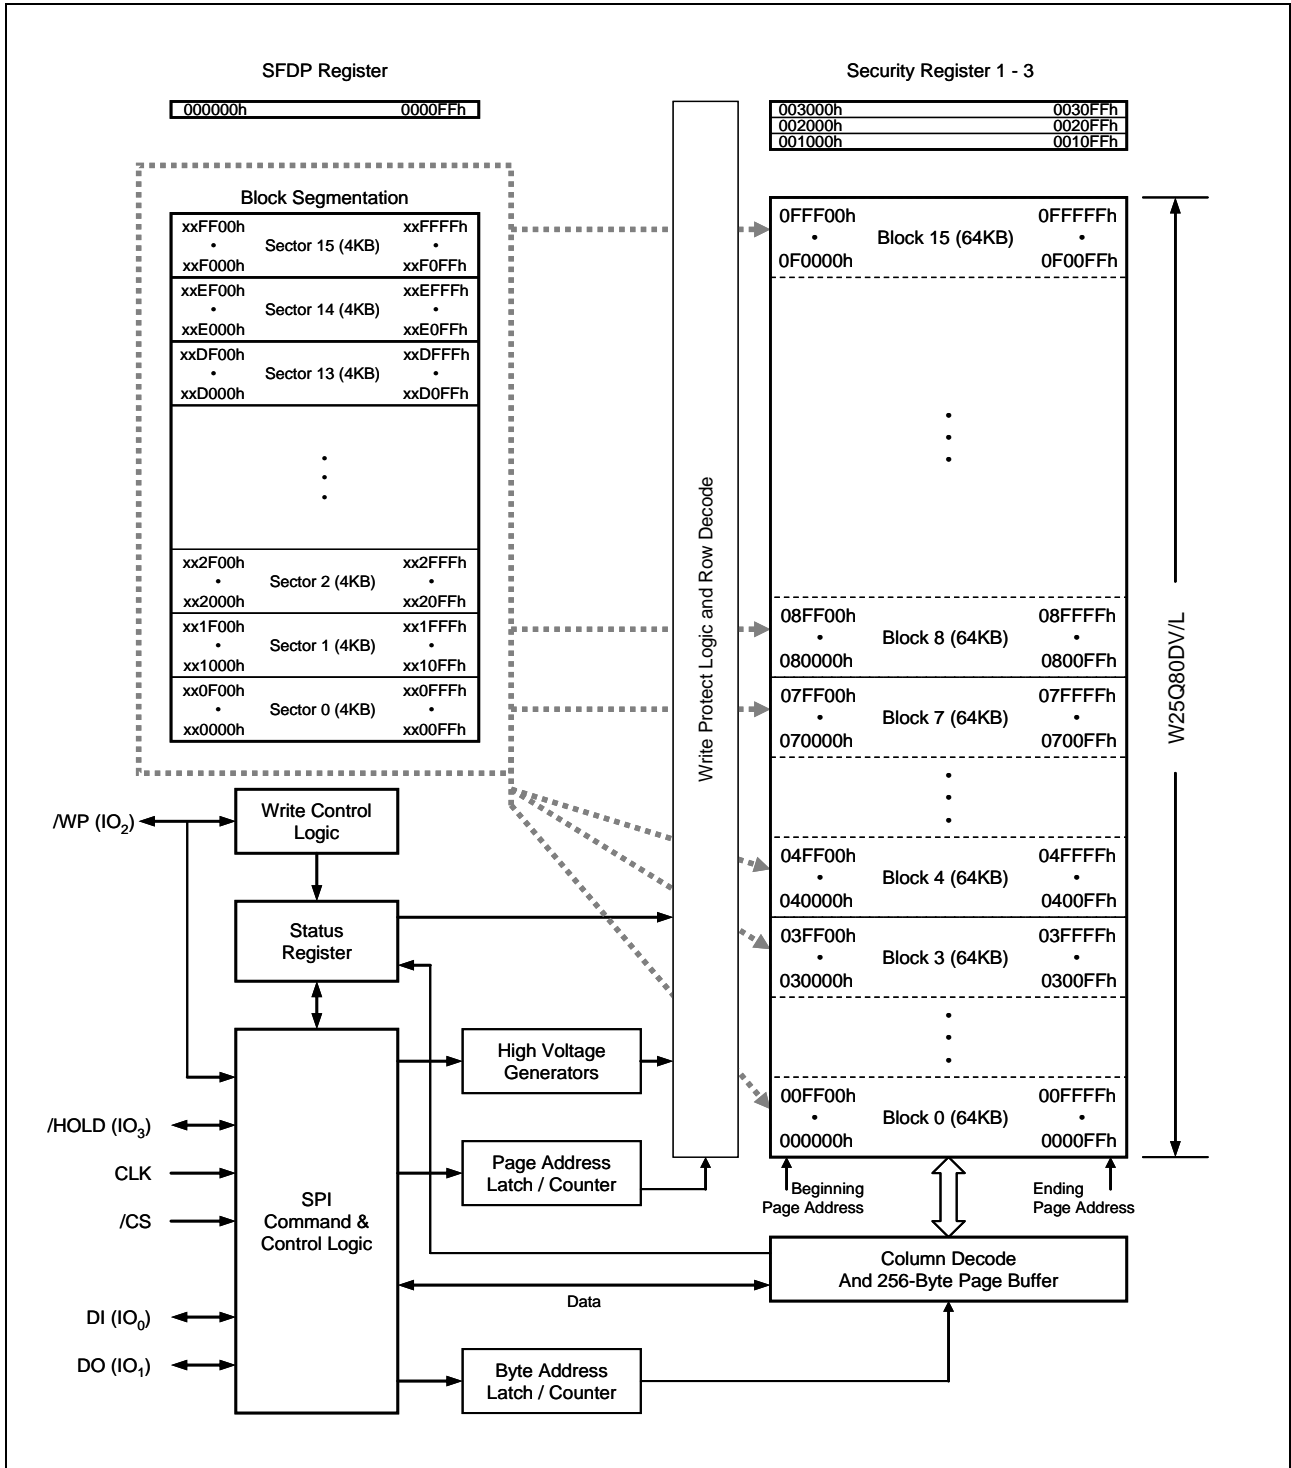 SFDP Register
000000h 0000FFh
Security Register 1 - 3
003000h 0030FFh
002000h 0020FFh
001000h 0010FFh
Block Segmentation
xxFF00h xxFFFFh
• Sector 15 (4KB) •
xxF000h xxF0FFh
xxEF00h xxEFFFh
• Sector 14 (4KB) •
xxE000h xxE0FFh
xxDF00h xxDFFFh
• Sector 13 (4KB) •
xxD000h xxD0FFh
xx2F00h xx2FFFh
• Sector 2 (4KB) •
xx2000h xx20FFh
xx1F00h xx1FFFh
• Sector 1 (4KB) •
xx1000h xx10FFh
xx0F00h xx0FFFh
• Sector 0 (4KB) •
xx0000h xx00FFh
Write Protect Logic and Row Decode
0FFF00h 0FFFFFh
• Block 15 (64KB) •
0F0000h 0F00FFh
08FF00h 08FFFFh
• Block 8 (64KB) •
080000h 0800FFh
07FF00h 07FFFFh
• Block 7 (64KB) •
070000h 0700FFh
04FF00h 04FFFFh
• Block 4 (64KB) •
040000h 0400FFh
03FF00h 03FFFFh
• Block 3 (64KB) •
030000h 0300FFh
00FF00h 00FFFFh
• Block 0 (64KB) •
000000h 0000FFh
W25Q80DV/L
/WP (IO2)
Write Control
Logic
Status
Register
/HOLD (IO3)
CLK
/CS
DI (IO0)
DO (IO1)
SPI
Command &
Control Logic
High Voltage
Generators
Page Address
Latch / Counter
Beginning
Page Address
Ending
Page Address
Column Decode
And 256-Byte Page Buffer
Data
Byte Address
Latch / Counter